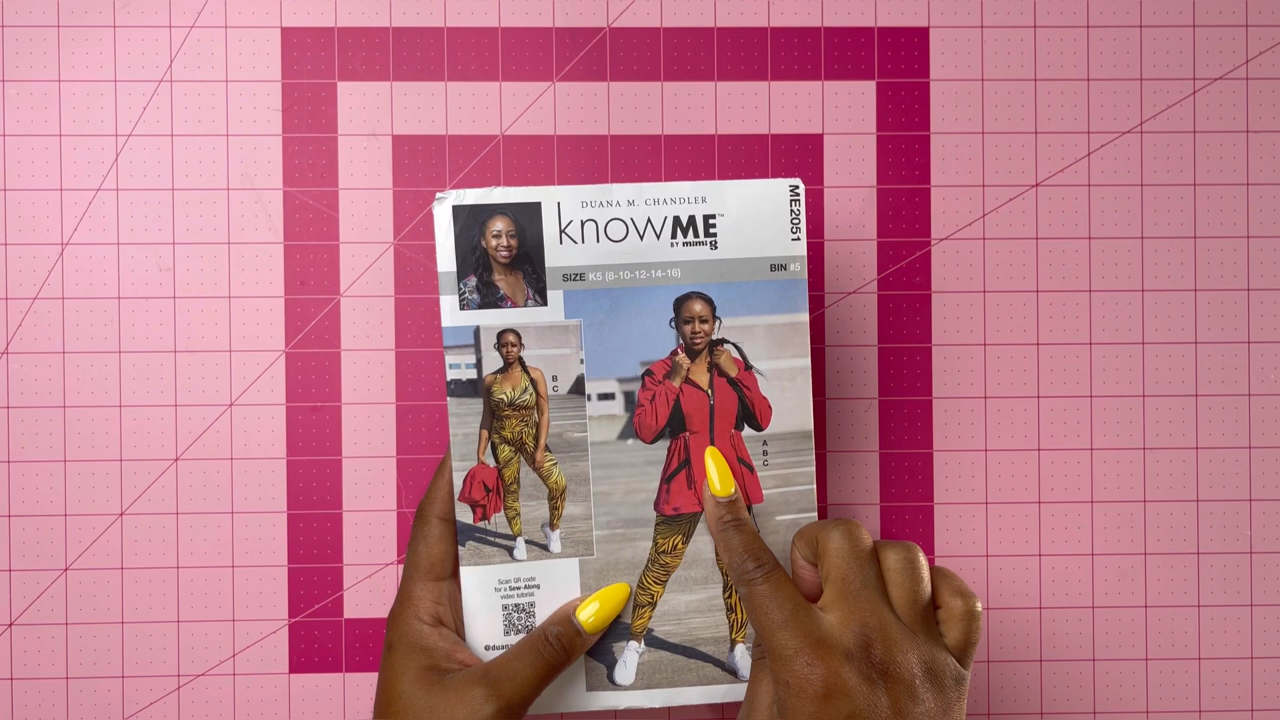 DUANA M. CHANDLER
knowME™
BY mimi g
ME2051
SIZE K5 (8-10-12-14-16)
BIN #5
B
C
A
B
C
Scan QR code
for a Sew-Along
video tutorial.